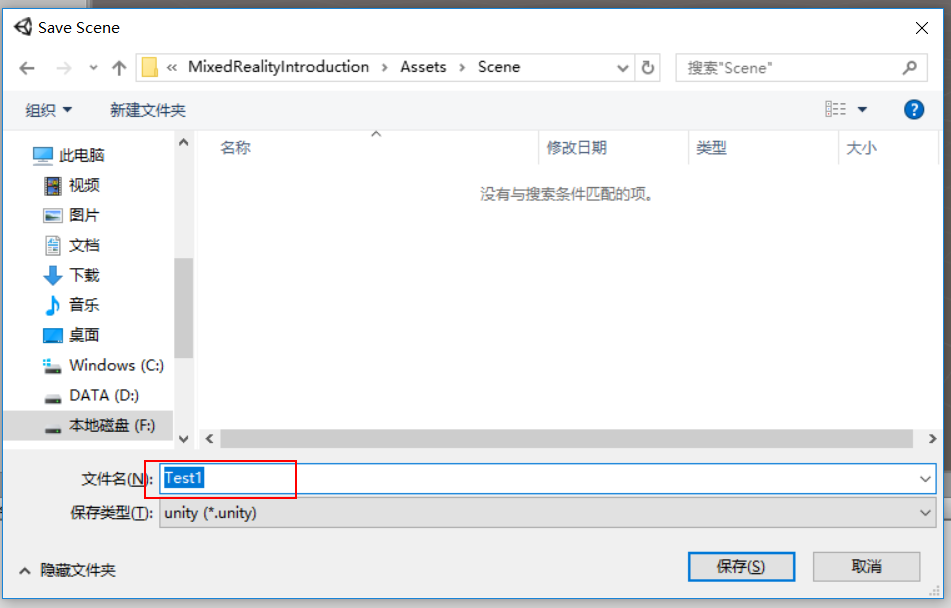 Save Scene
« MixedRealityIntroduction › Assets › Scene
搜索"Scene"
组织 新建文件夹
名称 修改日期 类型 大小
没有与搜索条件匹配的项。
此电脑
视频
图片
文档
下载
音乐
桌面
Windows (C:)
DATA (D:)
本地磁盘 (F:)
文件名(N): Test1
保存类型(T): unity (*.unity)
隐藏文件夹
保存(S) 取消